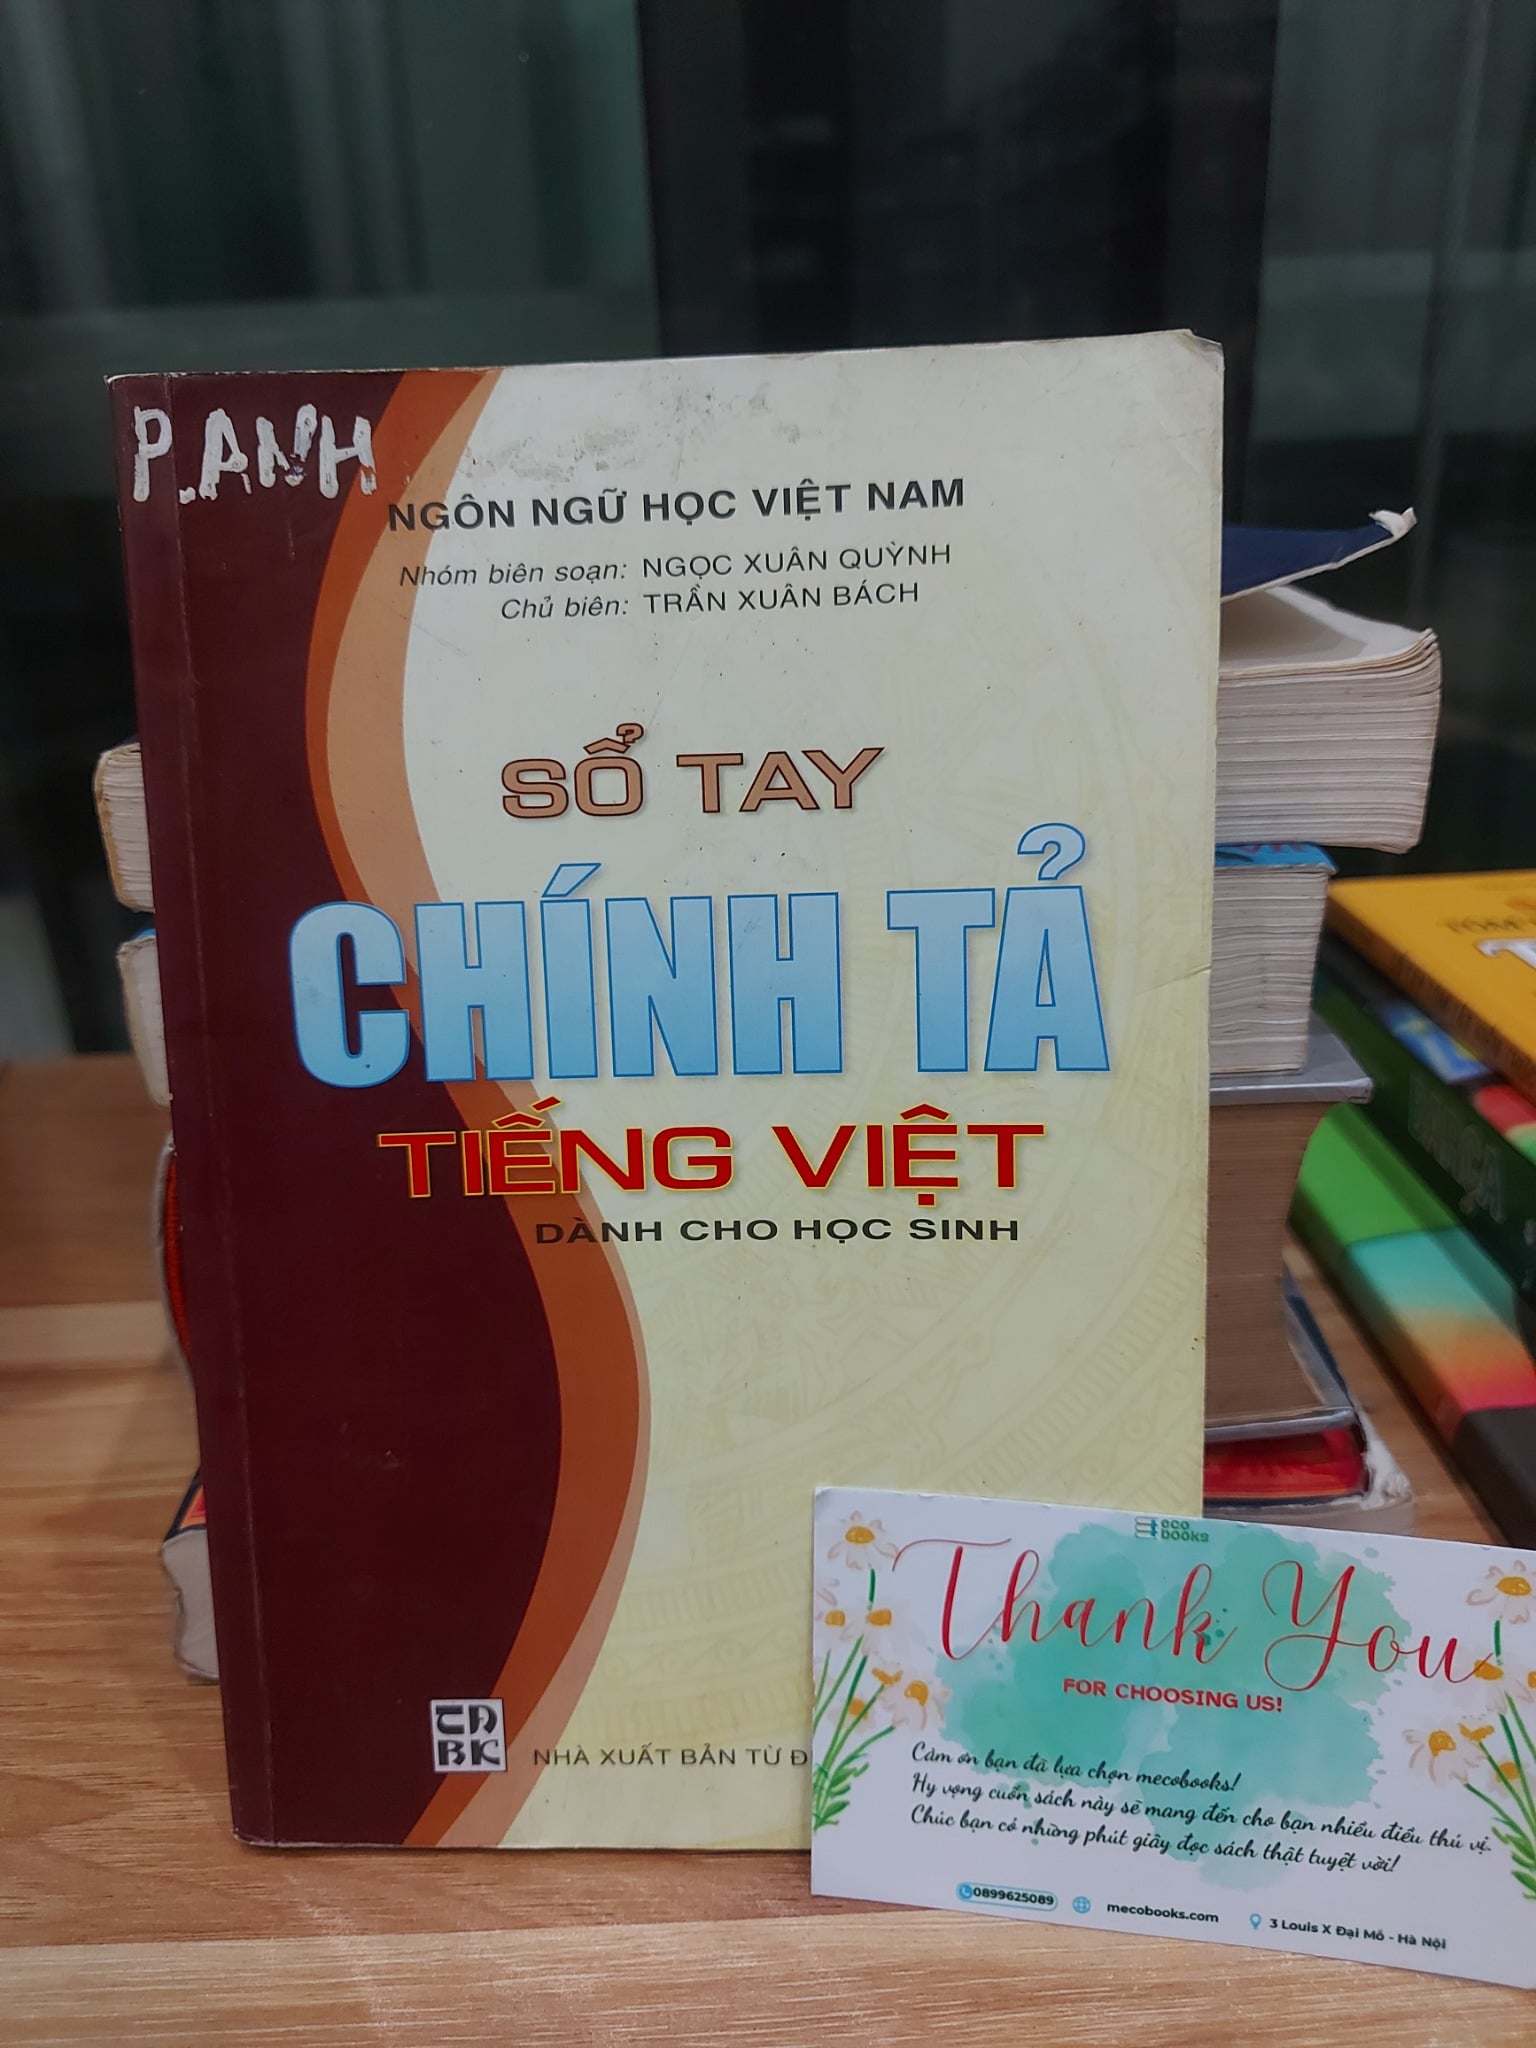 P.ANH
NGÔN NGỮ HỌC VIỆT NAM
Nhóm biên soạn: NGỌC XUÂN QUỲNH
Chủ biên: TRẦN XUÂN BÁCH
SỔ TAY
CHÍNH TẢ
TIẾNG VIỆT
DÀNH CHO HỌC SINH
TĐ
BK
NHÀ XUẤT BẢN TỪ Đ
eco
books
Thank You
FOR CHOOSING US!
Cảm ơn bạn đã lựa chọn mecobooks!
Hy vọng cuốn sách này sẽ mang đến cho bạn nhiều điều thú vị.
Chúc bạn có những phút giây đọc sách thật tuyệt vời!
0899625089
mecobooks.com
3 Louis X Đại Mỗ - Hà Nội